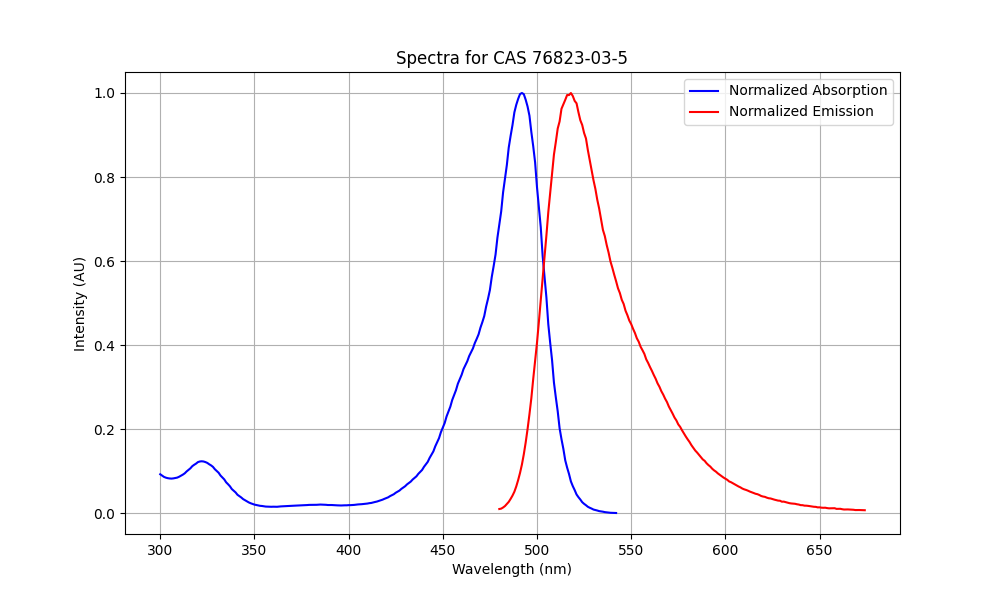 Spectra for CAS 76823-03-5
Normalized Absorption
Normalized Emission
Intensity (AU)
1.0
0.8
0.6
0.4
0.2
0.0
300 350 400 450 500 550 600 650
Wavelength (nm)